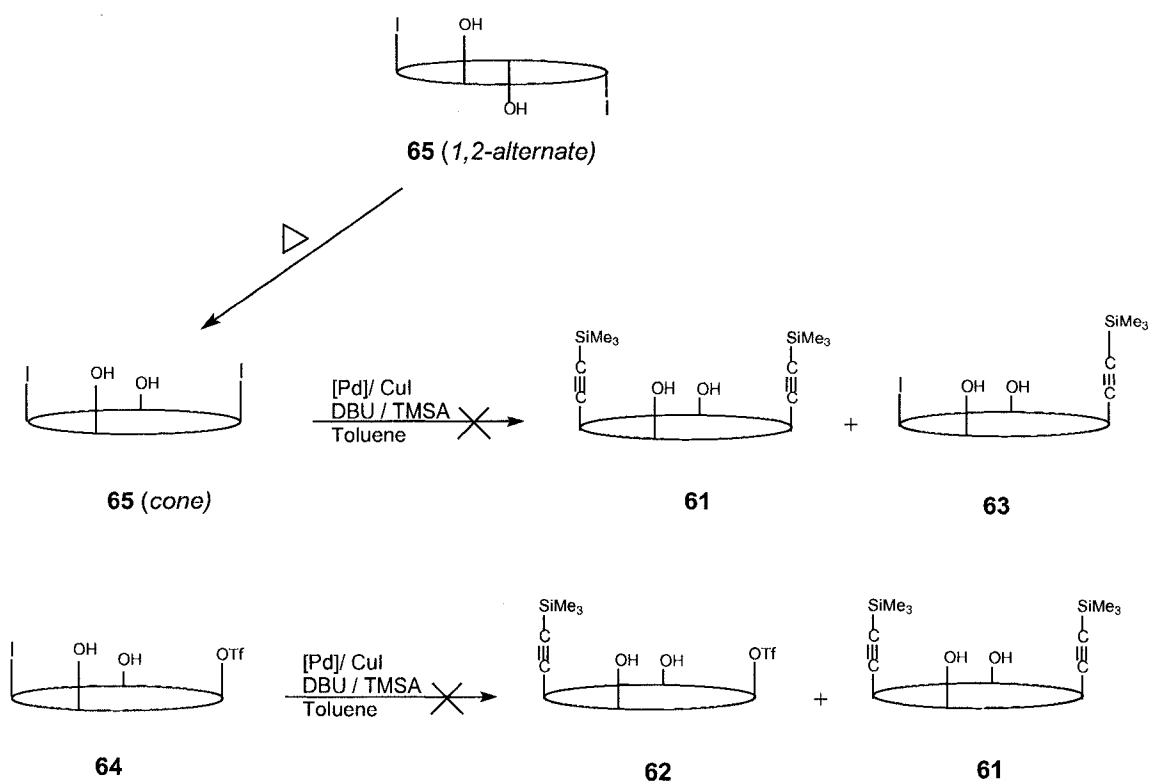 I
OH
OH
I
65 (1,2-alternate)
I
OH
OH
I
[Pd]/ CuI
DBU / TMSA
Toluene
65 (cone)
SiMe3
C
C
OH
OH
SiMe3
C
C
61
+
I
OH
OH
SiMe3
C
C
63
I
OH
OH
OTf
[Pd]/ CuI
DBU / TMSA
Toluene
64
SiMe3
C
C
OH
OH
OTf
62
+
SiMe3
C
C
OH
OH
SiMe3
C
C
61